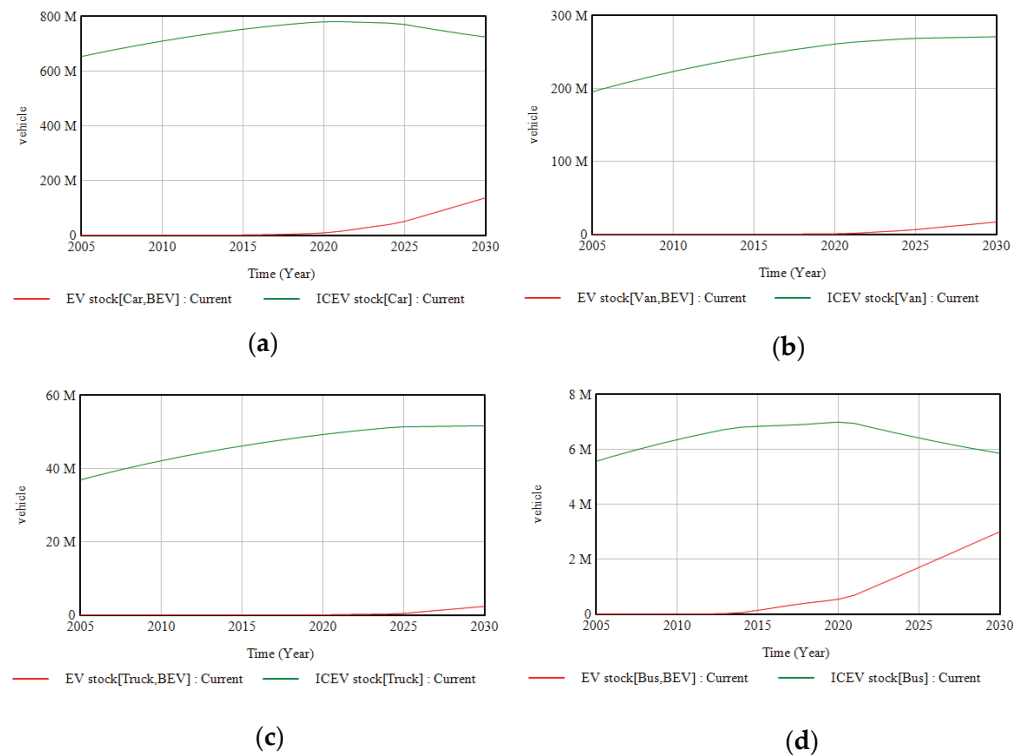 800 M
600 M
400 M
200 M
0
vehicle
2005 2010 2015 2020 2025 2030
Time (Year)
EV stock[Car,BEV] : Current ICEV stock[Car] : Current
(a)
300 M
200 M
100 M
0
vehicle
2005 2010 2015 2020 2025 2030
Time (Year)
EV stock[Van,BEV] : Current ICEV stock[Van] : Current
(b)
60 M
40 M
20 M
0
vehicle
2005 2010 2015 2020 2025 2030
Time (Year)
EV stock[Truck,BEV] : Current ICEV stock[Truck] : Current
(c)
8 M
6 M
4 M
2 M
0
vehicle
2005 2010 2015 2020 2025 2030
Time (Year)
EV stock[Bus,BEV] : Current ICEV stock[Bus] : Current
(d)